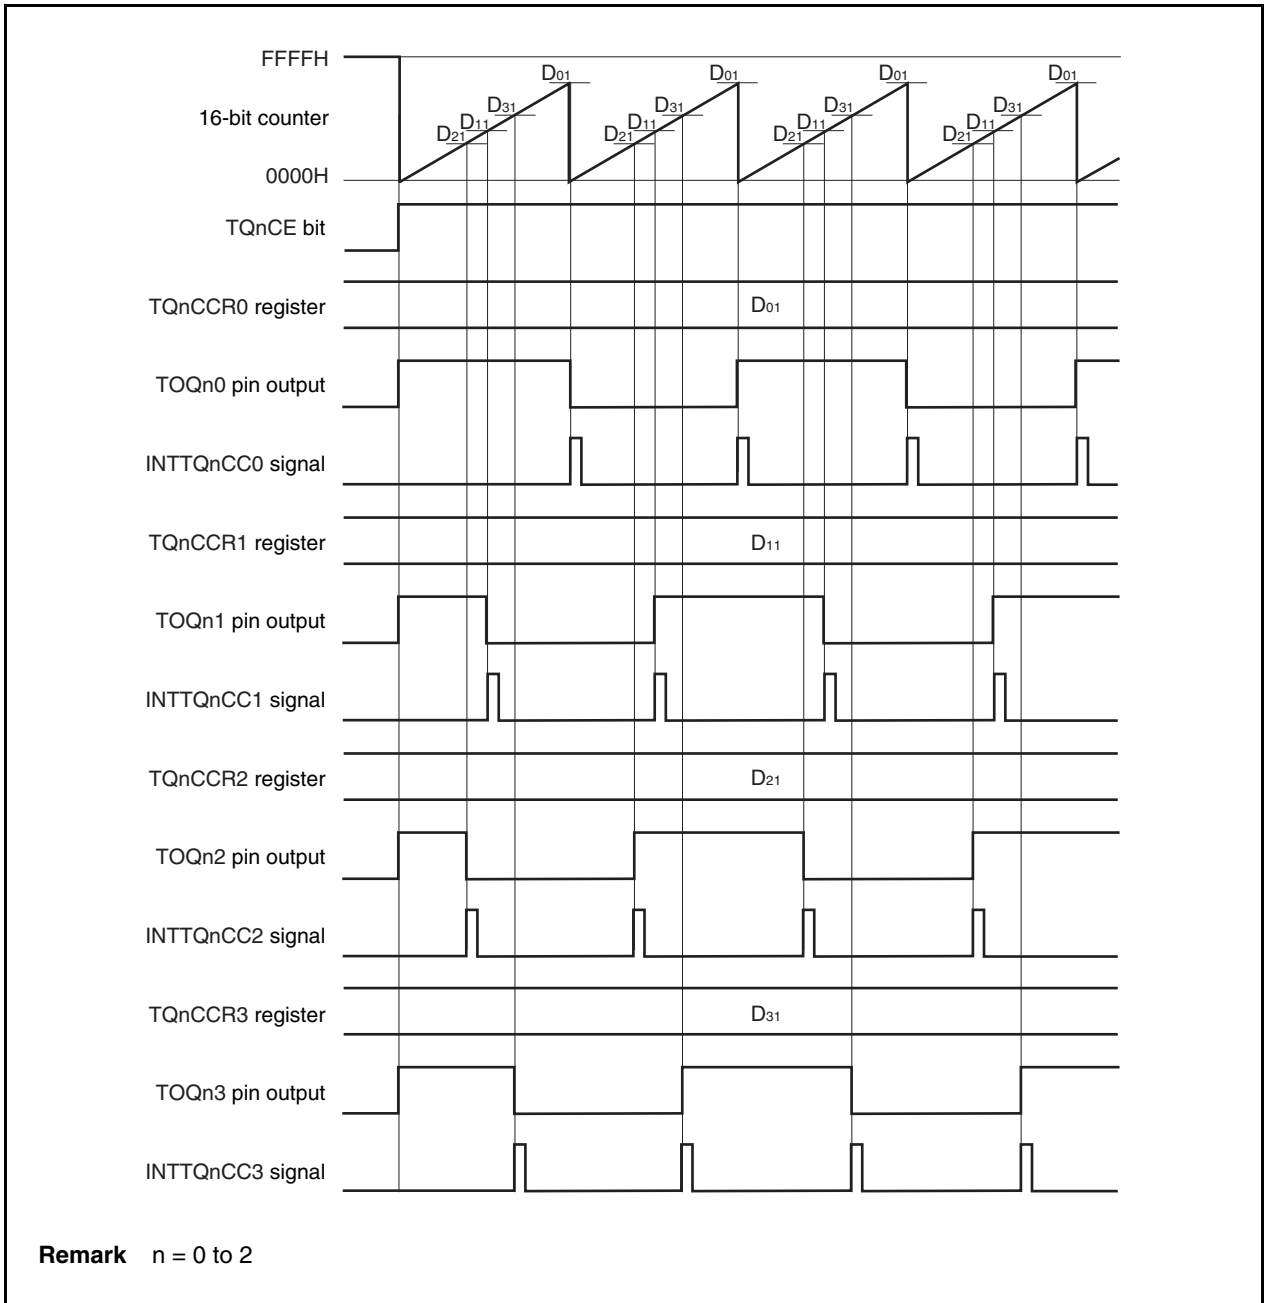 FFFFH
D01 D01 D01 D01
D31 D31 D31 D31
16-bit counter
D11 D11 D11 D11
D21 D21 D21 D21
0000H
TQnCE bit
TQnCCR0 register D01
TOQn0 pin output
INTTQnCC0 signal
TQnCCR1 register D11
TOQn1 pin output
INTTQnCC1 signal
TQnCCR2 register D21
TOQn2 pin output
INTTQnCC2 signal
TQnCCR3 register D31
TOQn3 pin output
INTTQnCC3 signal
Remark n = 0 to 2